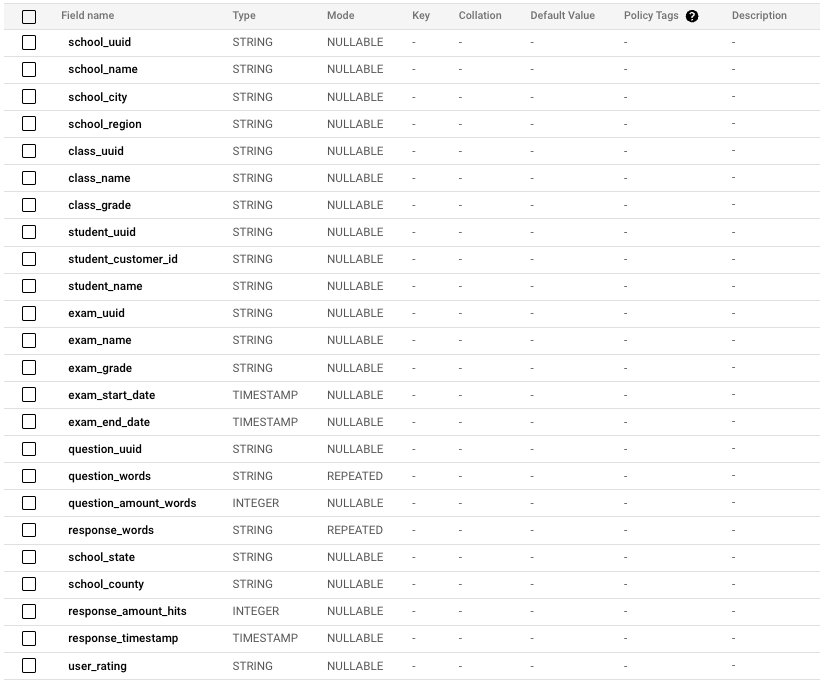 Field name Type Mode Key Collation Default Value Policy Tags ? Description
school_uuid STRING NULLABLE - - - - -
school_name STRING NULLABLE - - - - -
school_city STRING NULLABLE - - - - -
school_region STRING NULLABLE - - - - -
class_uuid STRING NULLABLE - - - - -
class_name STRING NULLABLE - - - - -
class_grade STRING NULLABLE - - - - -
student_uuid STRING NULLABLE - - - - -
student_customer_id STRING NULLABLE - - - - -
student_name STRING NULLABLE - - - - -
exam_uuid STRING NULLABLE - - - - -
exam_name STRING NULLABLE - - - - -
exam_grade STRING NULLABLE - - - - -
exam_start_date TIMESTAMP NULLABLE - - - - -
exam_end_date TIMESTAMP NULLABLE - - - - -
question_uuid STRING NULLABLE - - - - -
question_words STRING REPEATED - - - - -
question_amount_words INTEGER NULLABLE - - - - -
response_words STRING REPEATED - - - - -
school_state STRING NULLABLE - - - - -
school_county STRING NULLABLE - - - - -
response_amount_hits INTEGER NULLABLE - - - - -
response_timestamp TIMESTAMP NULLABLE - - - - -
user_rating STRING NULLABLE - - - - -